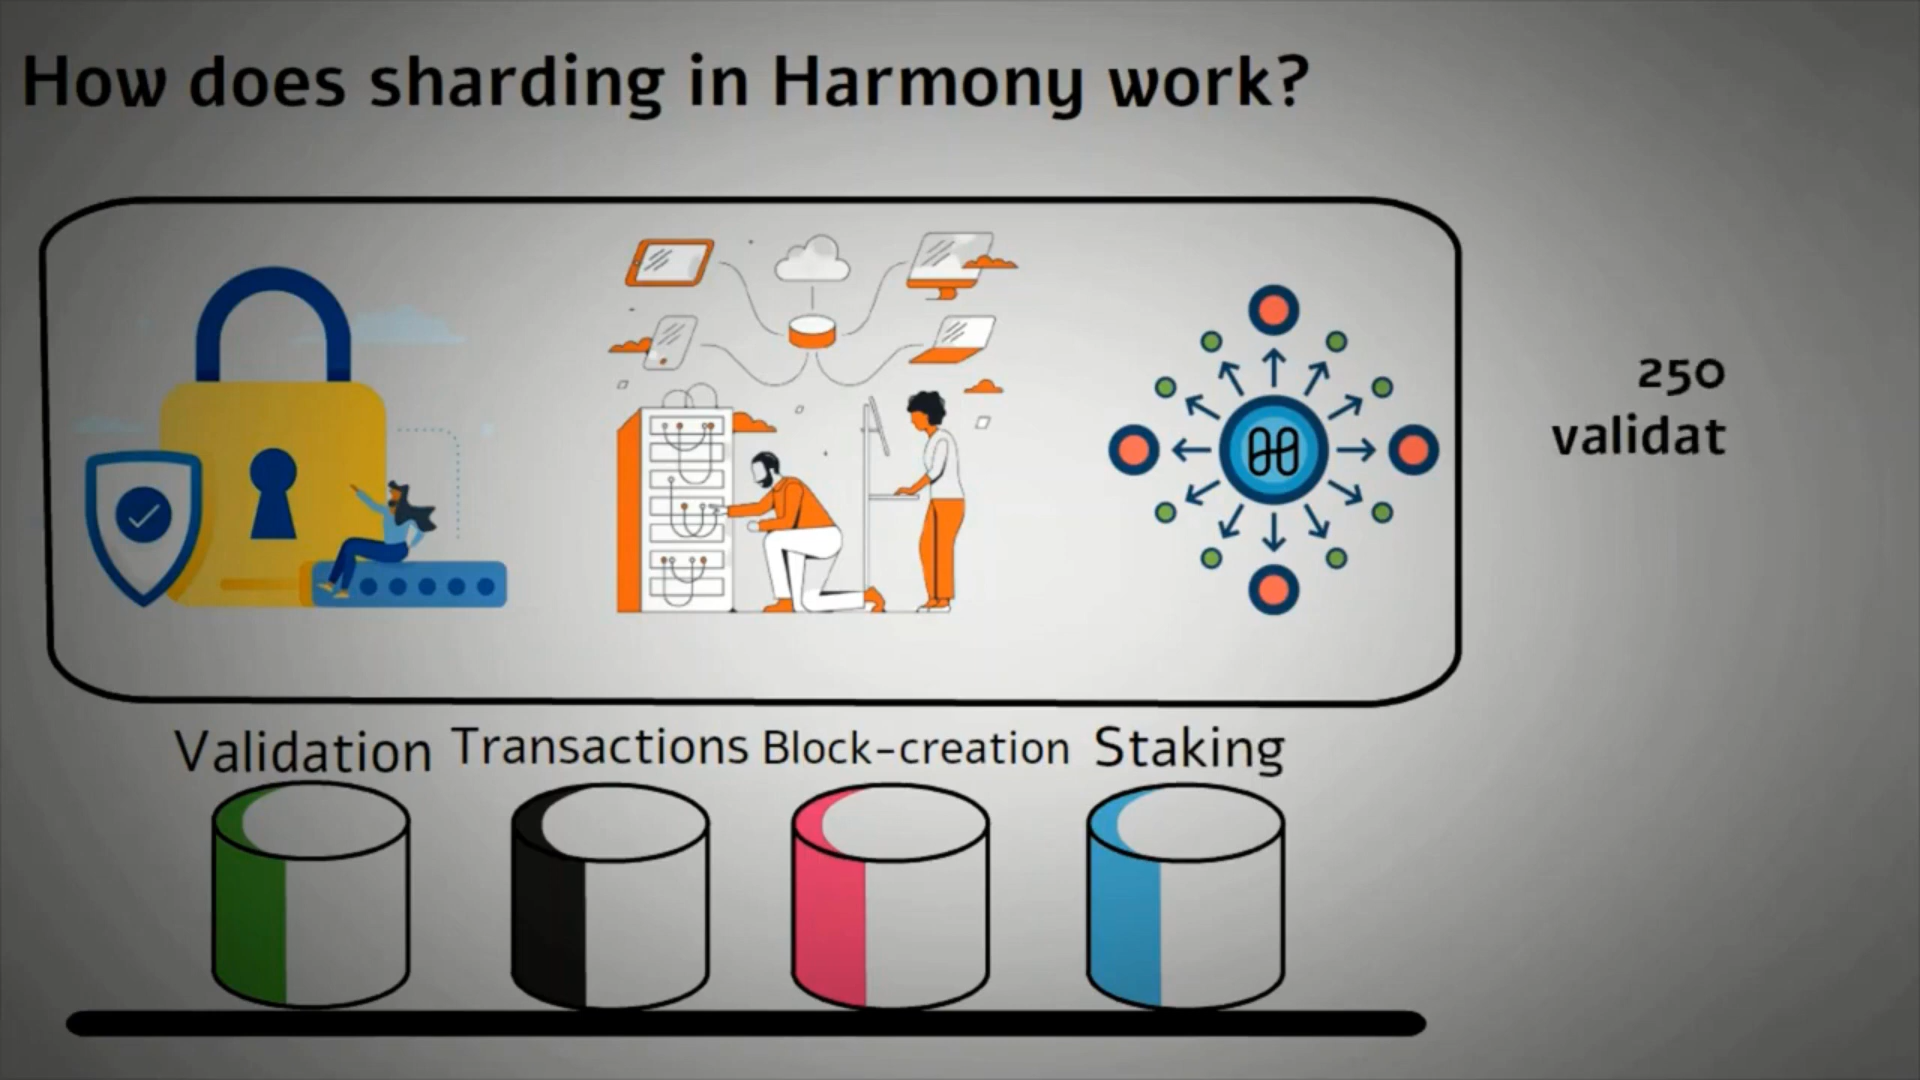 How does sharding in Harmony work?
250
validat
Validation Transactions Block-creation Staking